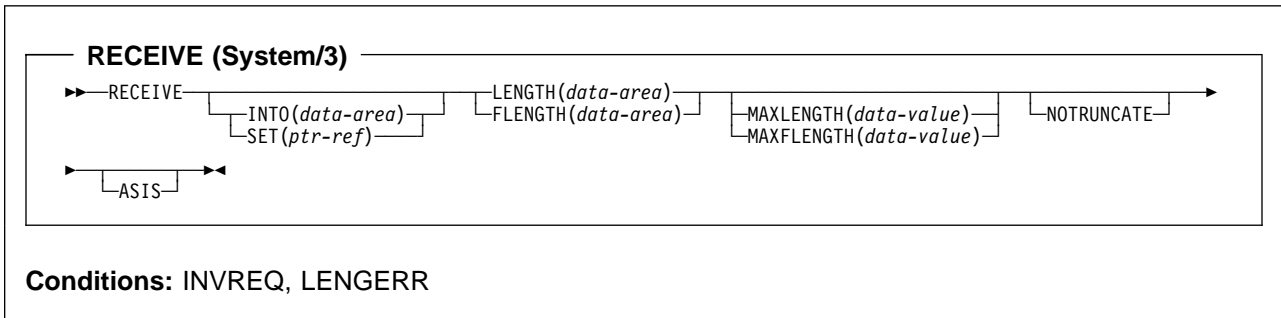 RECEIVE (System/3)
RECEIVE LENGTH(data-area)
INTO(data-area) FLENGTH(data-area) MAXLENGTH(data-value) NOTRUNCATE
SET(ptr-ref) MAXFLENGTH(data-value)
ASIS
Conditions: INVREQ, LENGERR